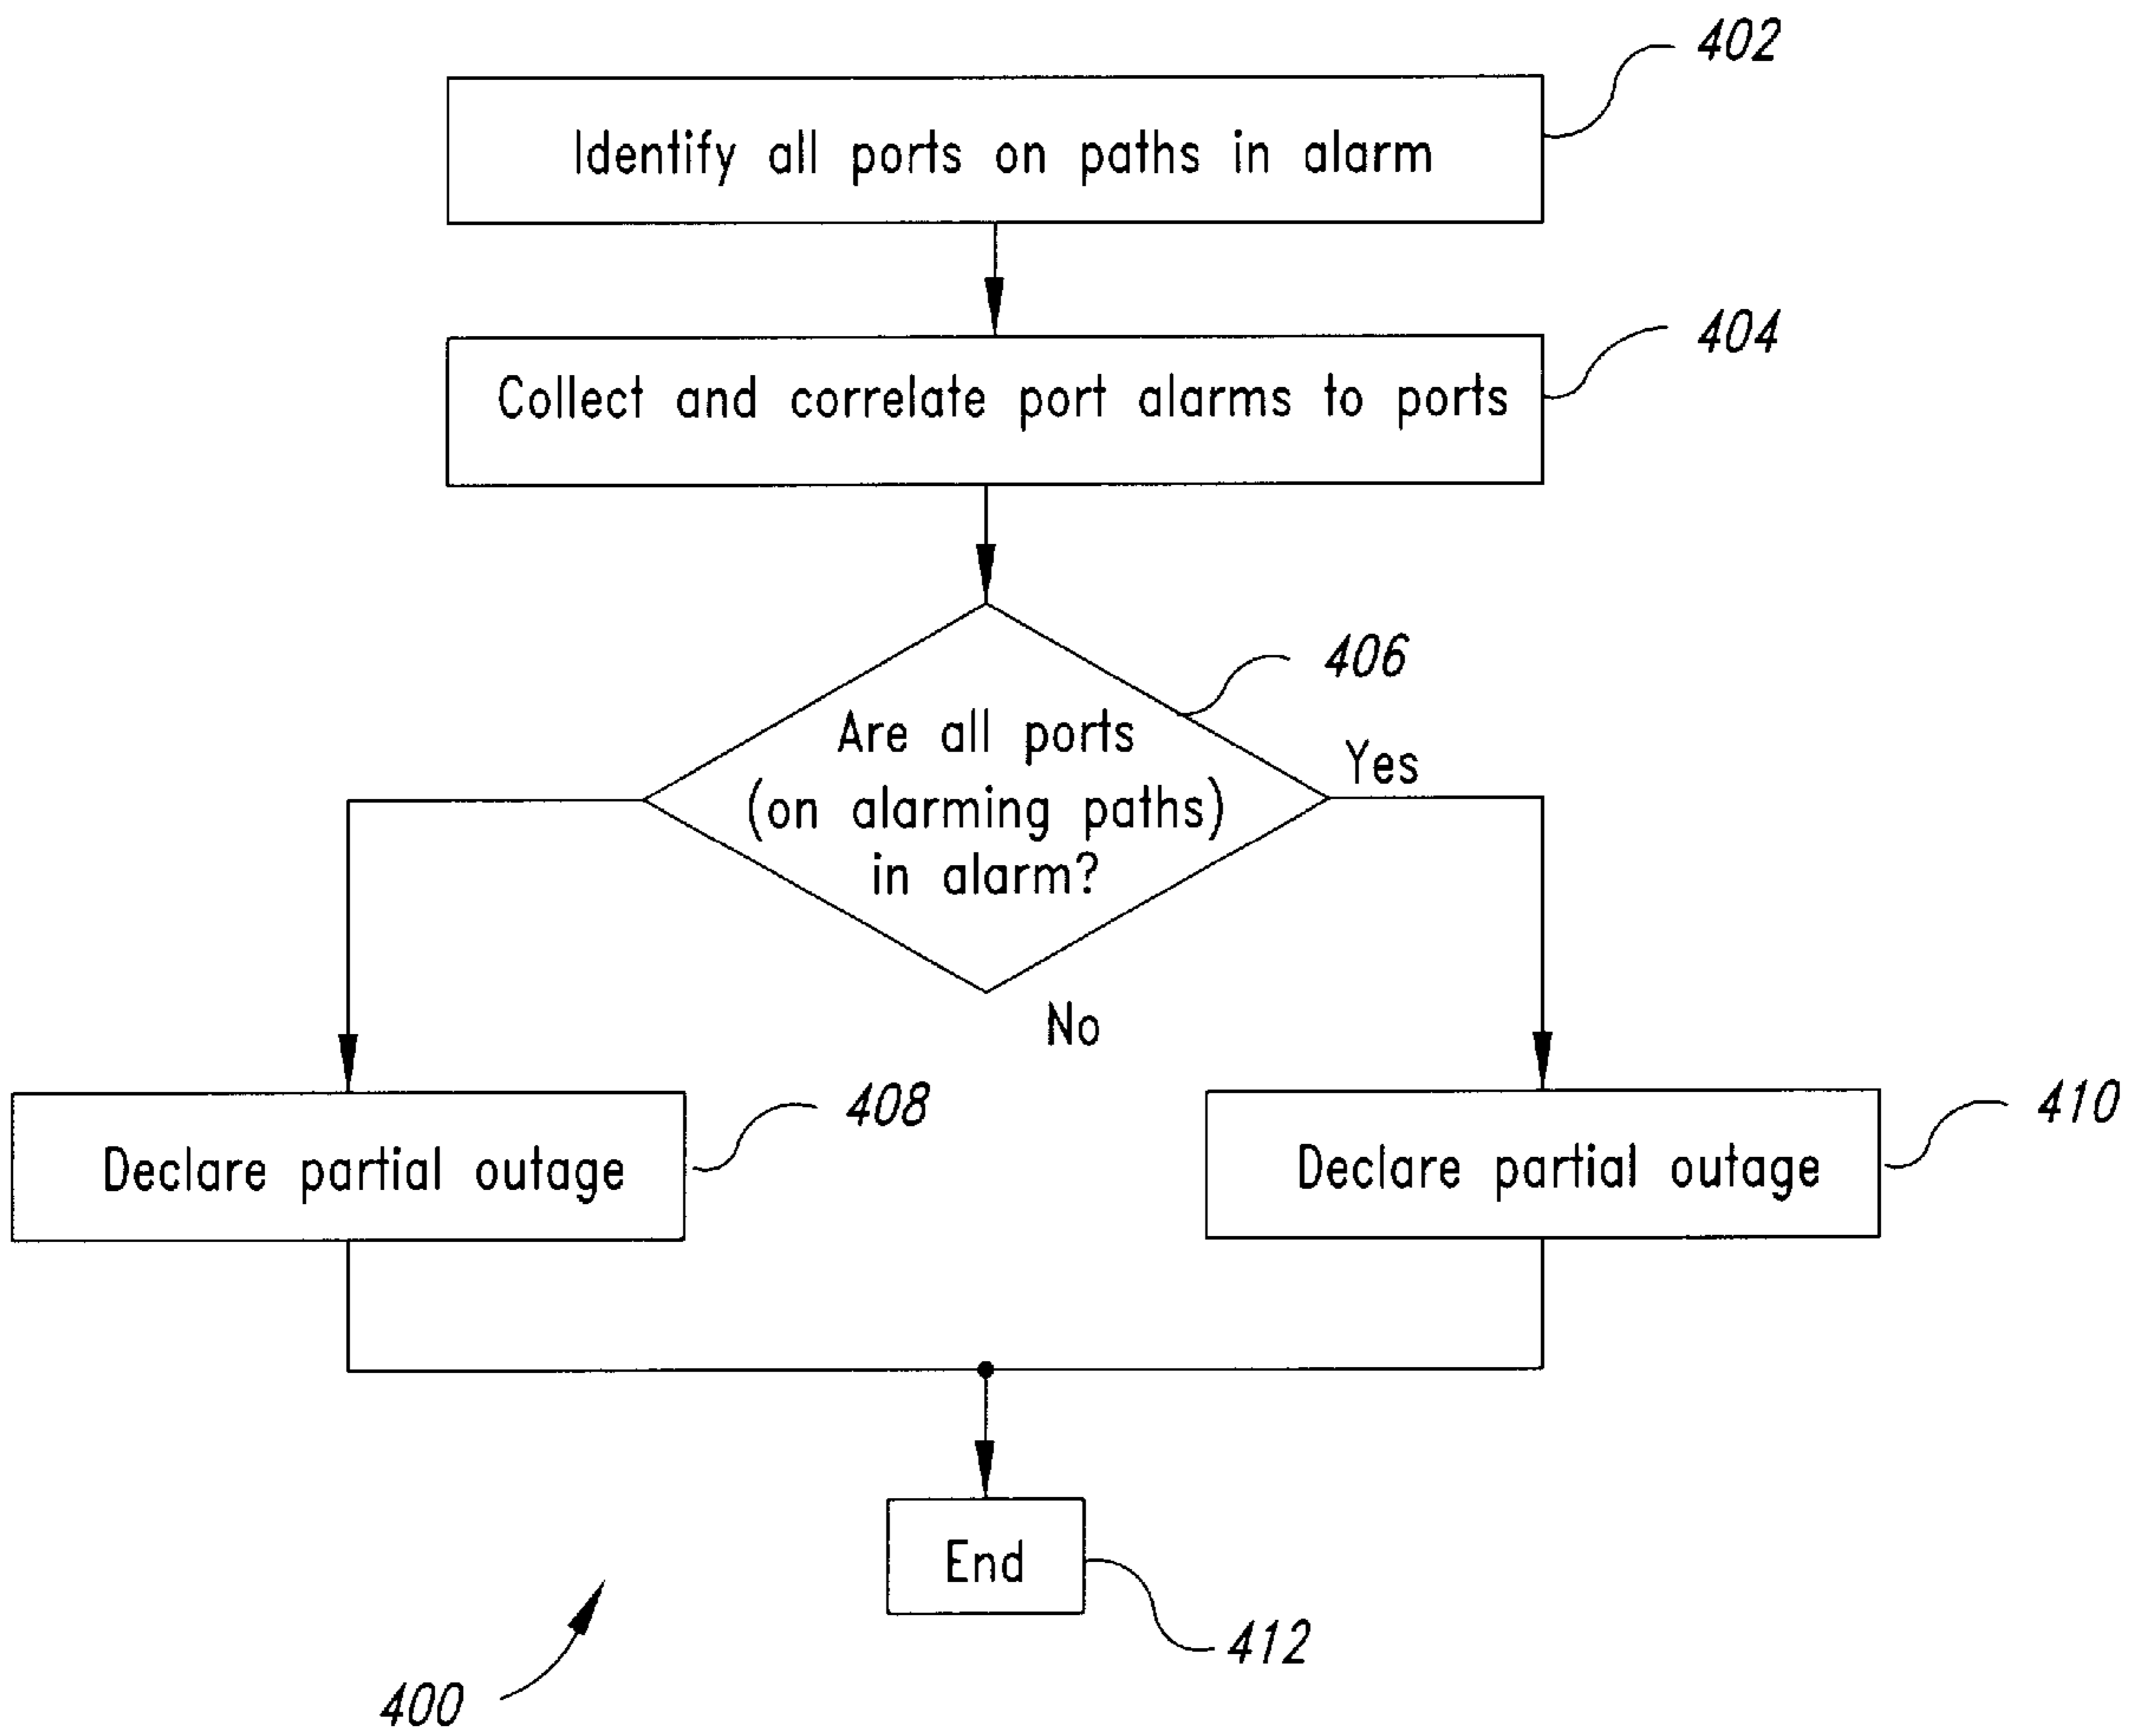 402
Identify all ports on paths in alarm
404
Collect and correlate port alarms to ports
406
Are all ports
(on alarming paths)
in alarm?
Yes
No
408
Declare partial outage
410
Declare partial outage
End
412
400